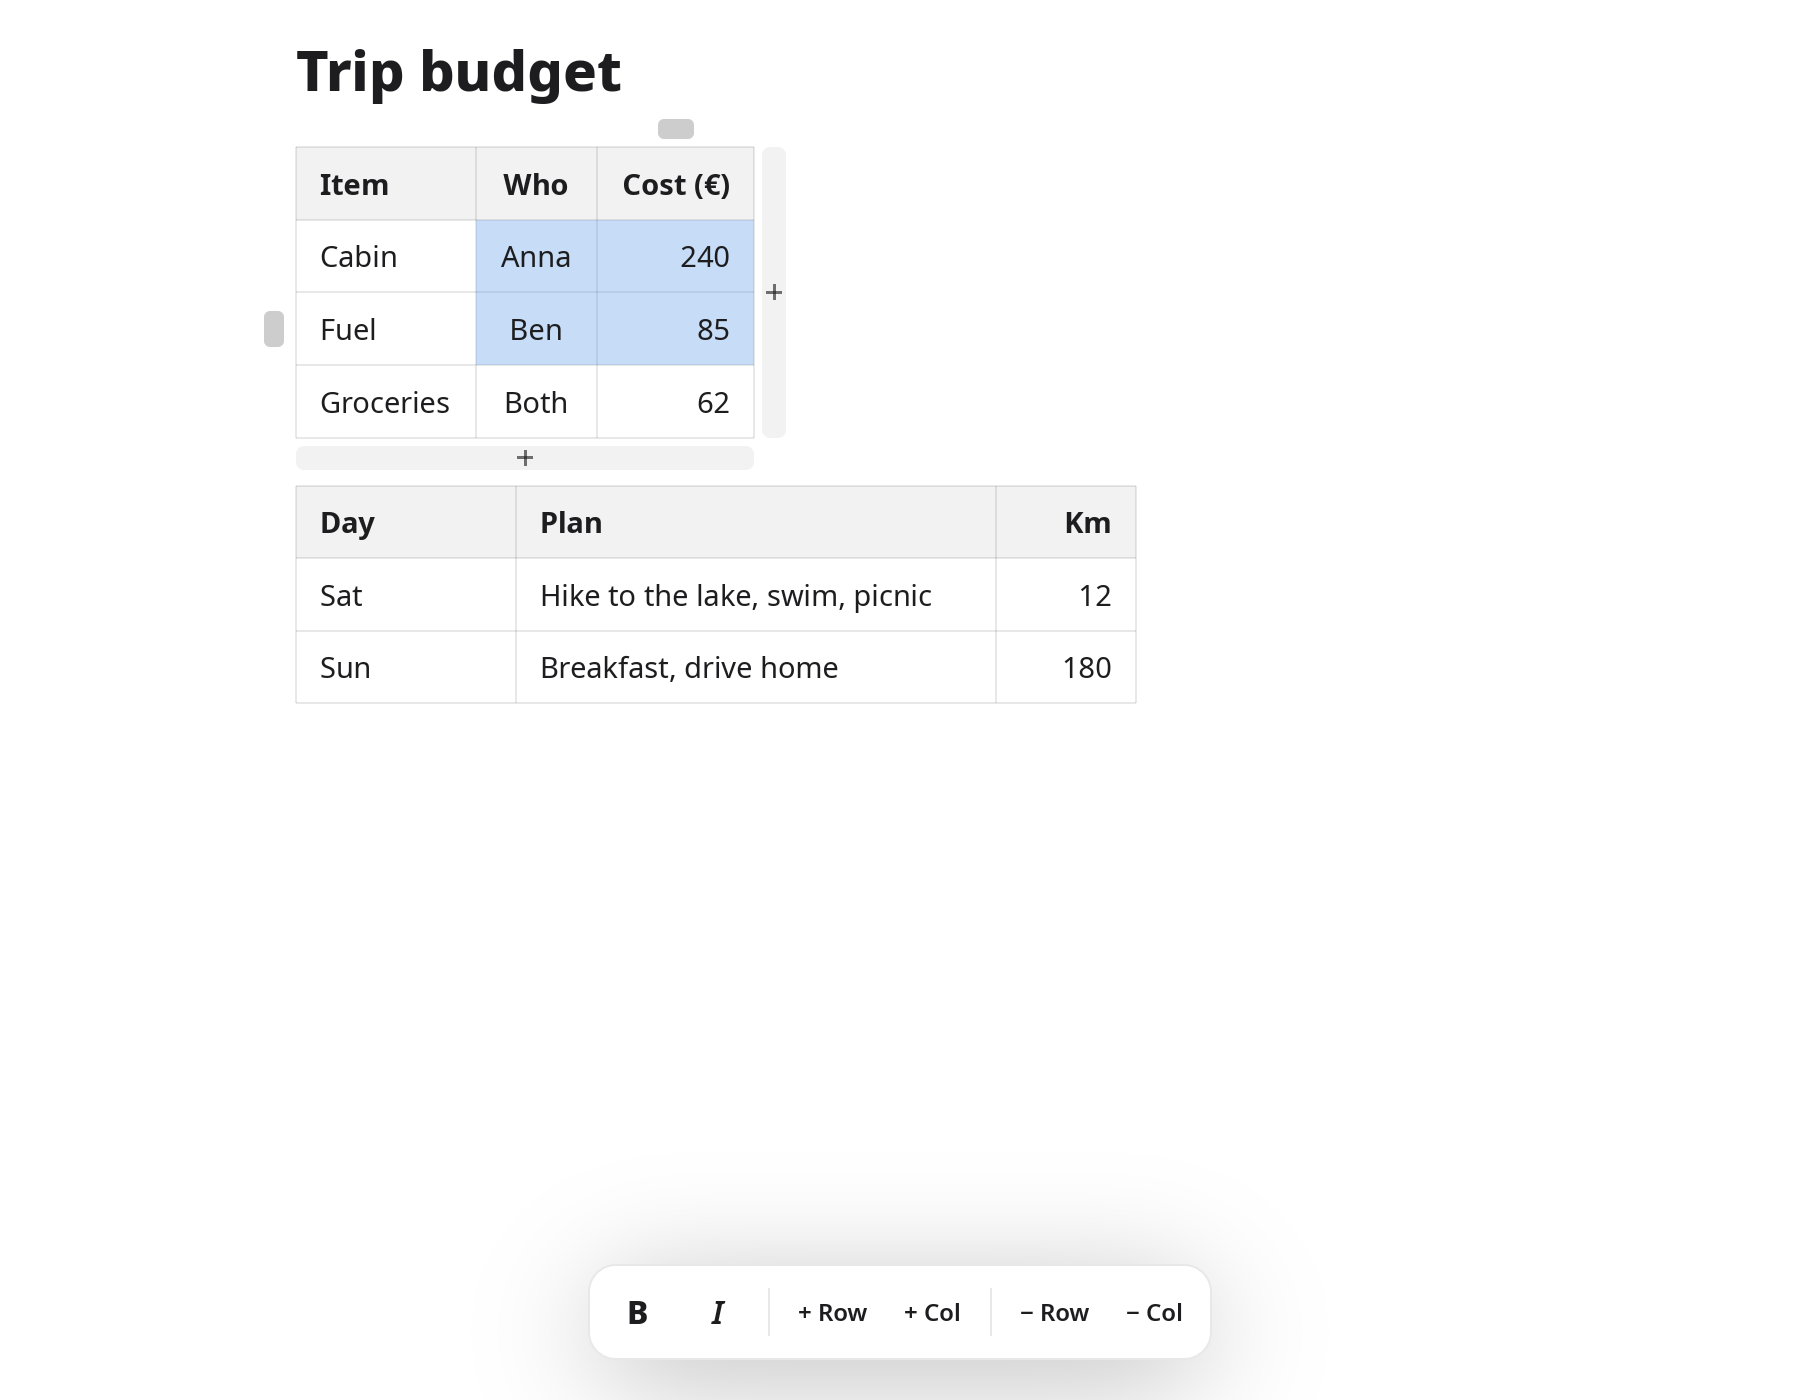 Trip budget
Item Who Cost (€)
Cabin Anna 240
Fuel Ben 85
+
Groceries Both 62
+
Day Plan Km
Sat Hike to the lake, swim, picnic 12
Sun Breakfast, drive home 180
B I + Row + Col − Row − Col